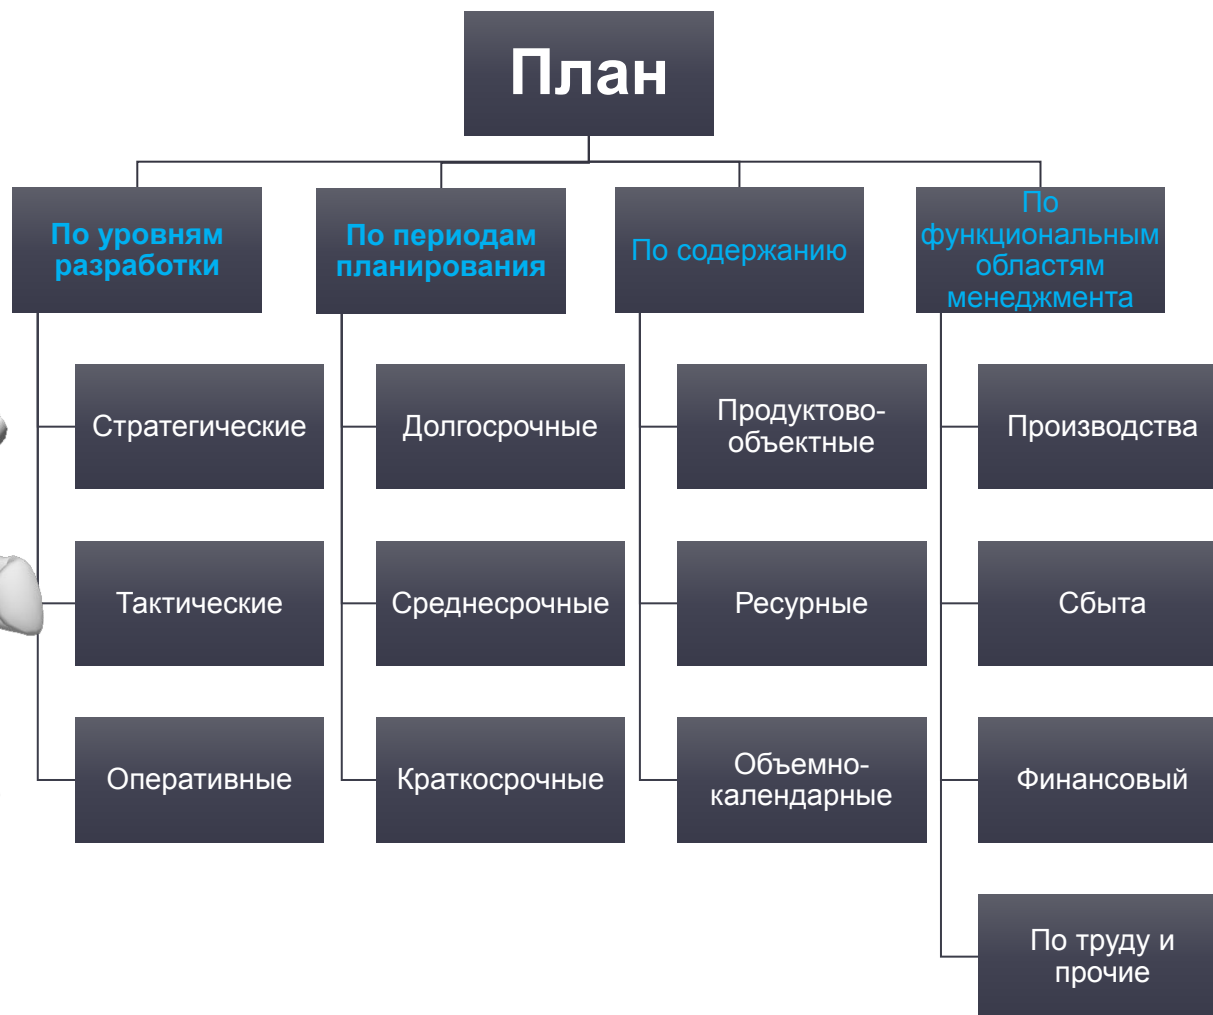 План
По уровням
разработки
По периодам
планирования
По содержанию
По
функциональным
областям
менеджмента
Стратегические
Долгосрочные
Продуктово-
объектные
Производства
Тактические
Среднесрочные
Ресурные
Сбыта
Оперативные
Краткосрочные
Объемно-
календарные
Финансовый
По труду и
прочие